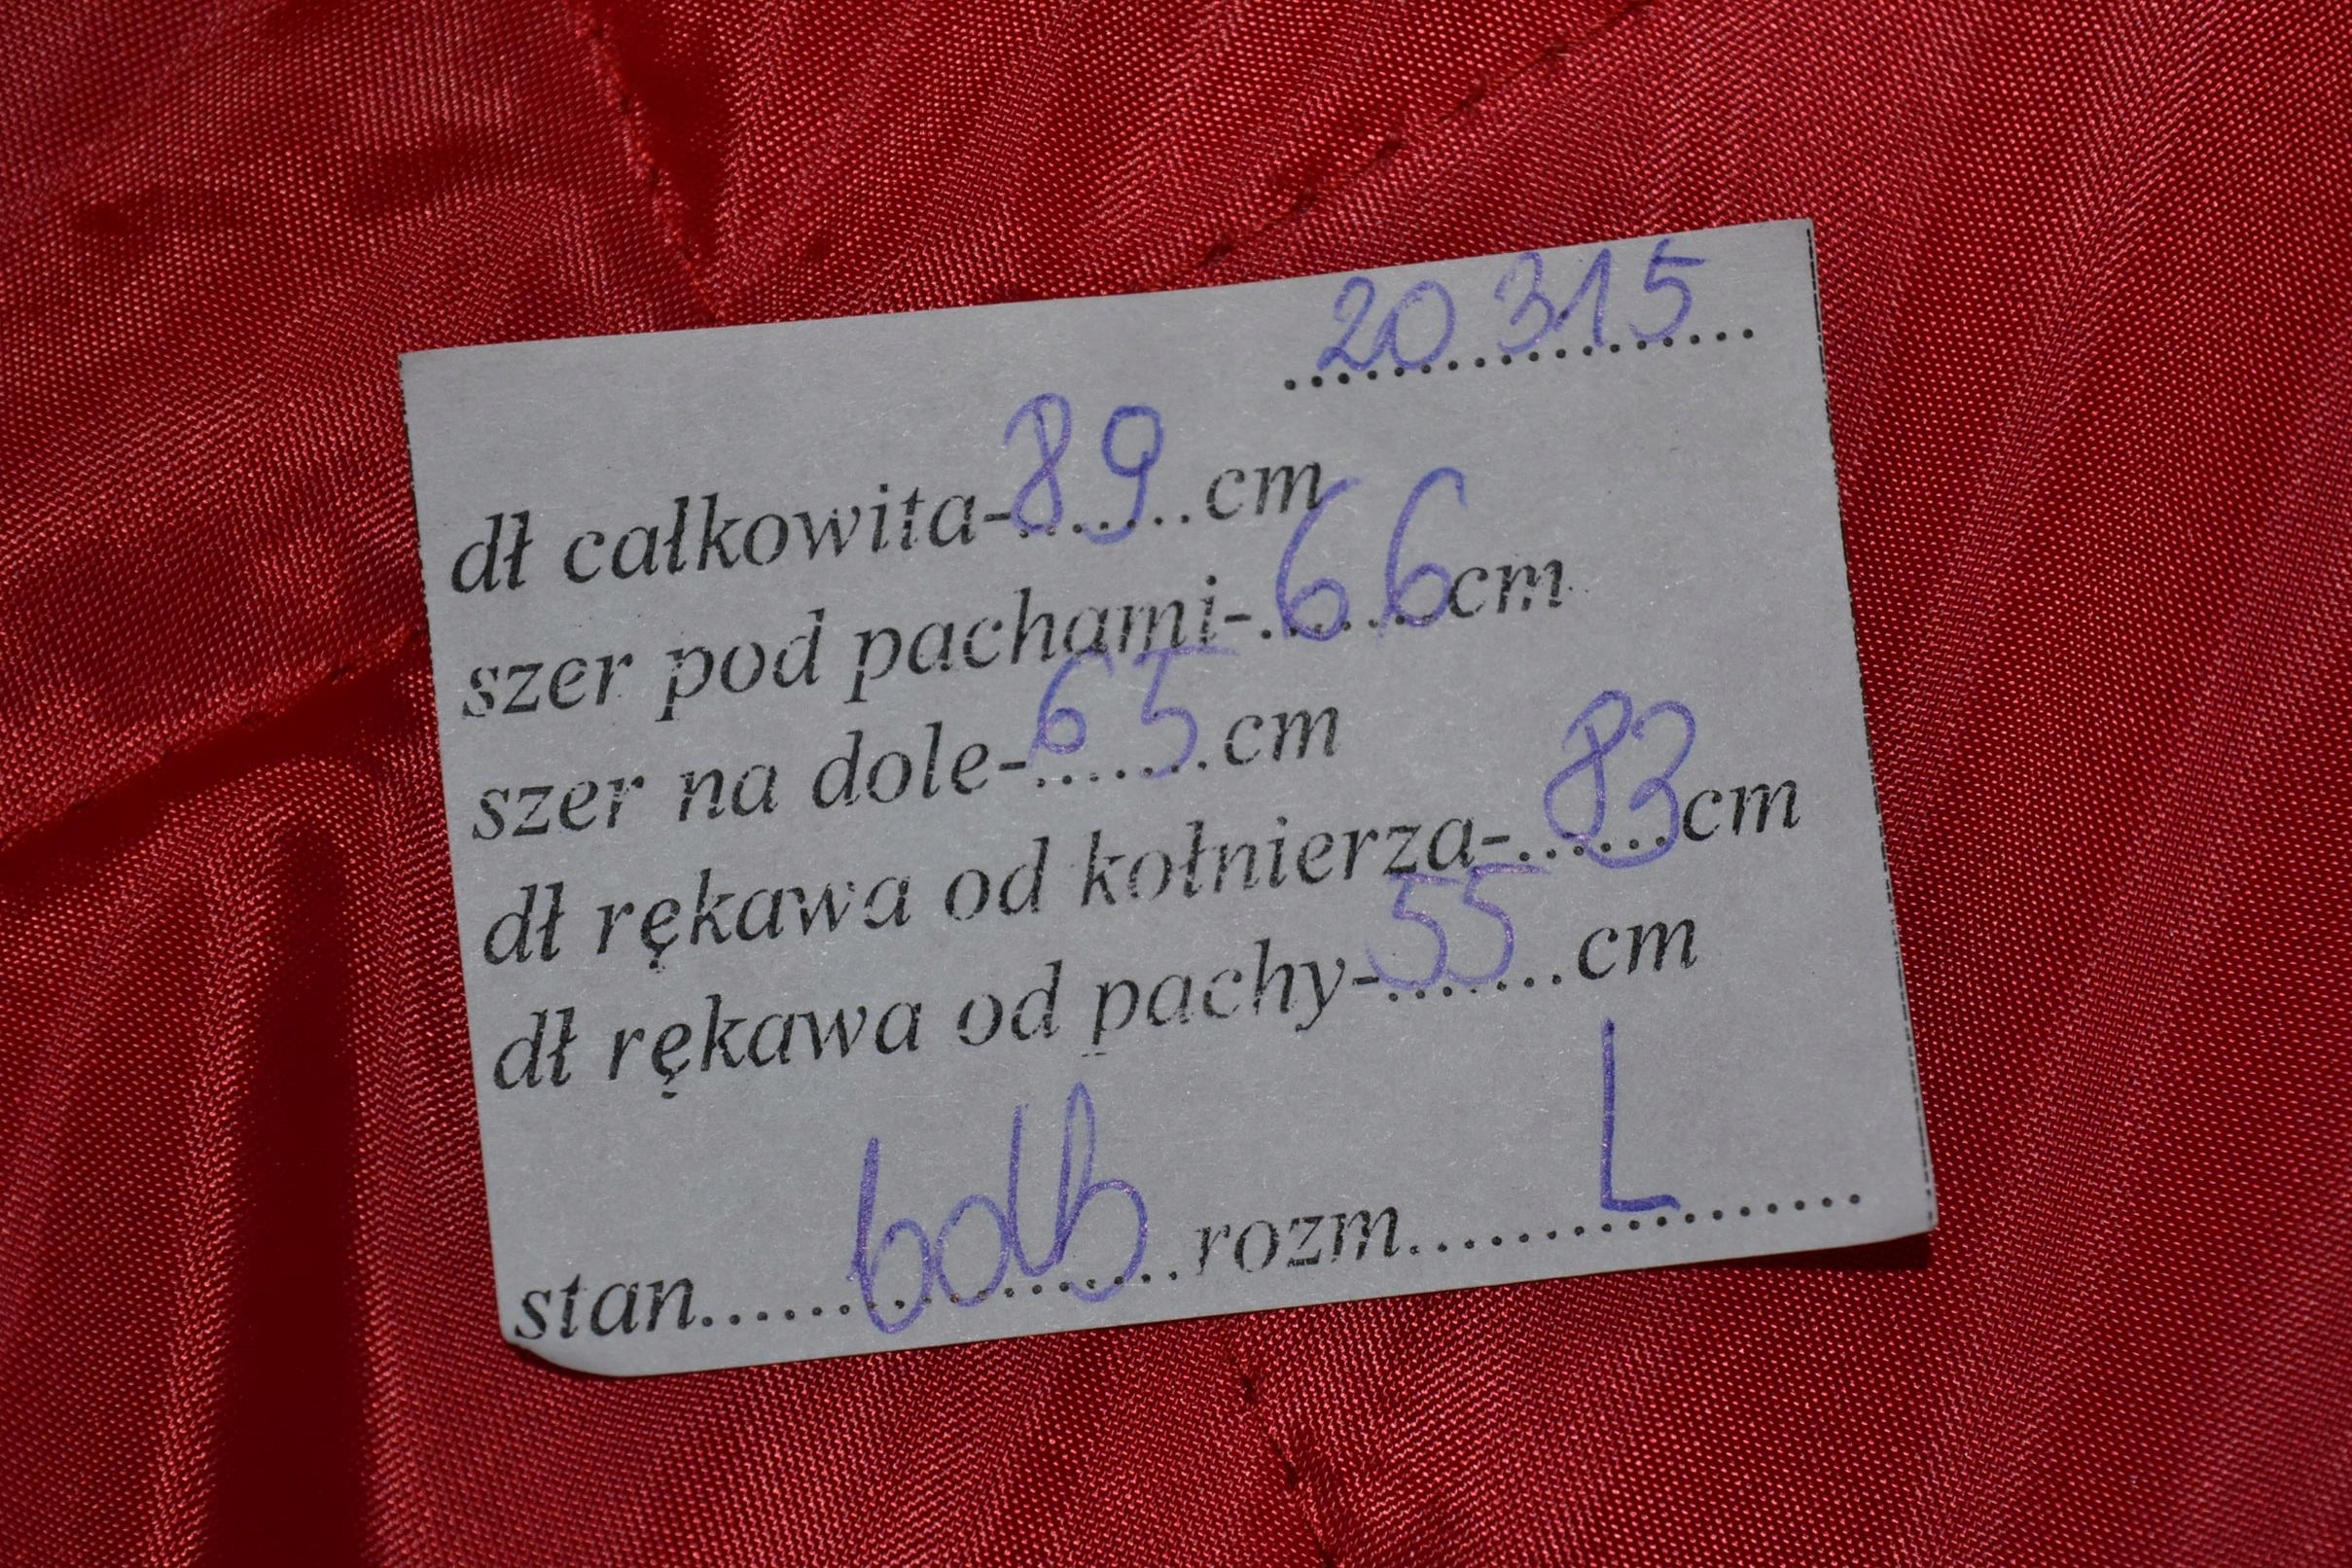 20315
dł całkowita-89cm
szer pod pachami-66cm
szer na dole-65cm
dł rękawa od kołnierza-83cm
dł rękawa od pachy-55cm
stan......bdb......rozm......L......